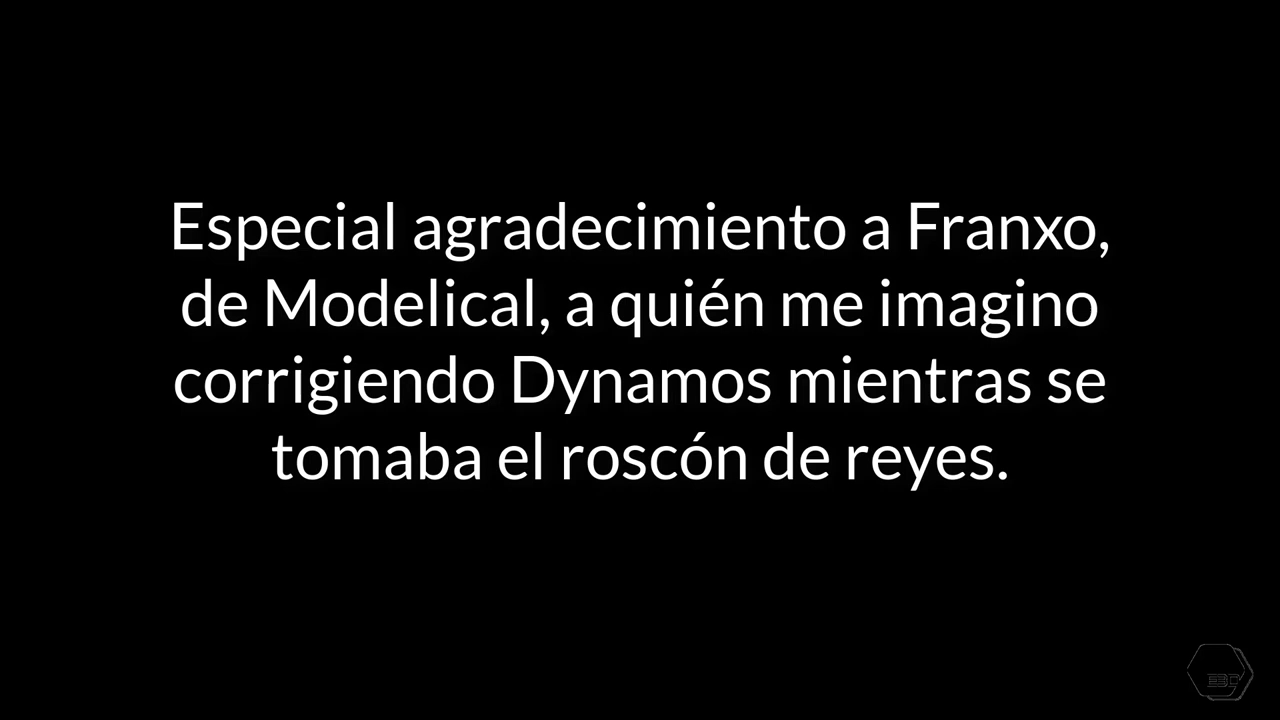 Especial agradecimiento a Franxo,
de Modelical, a quién me imagino
corrigiendo Dynamos mientras se
tomaba el roscón de reyes.